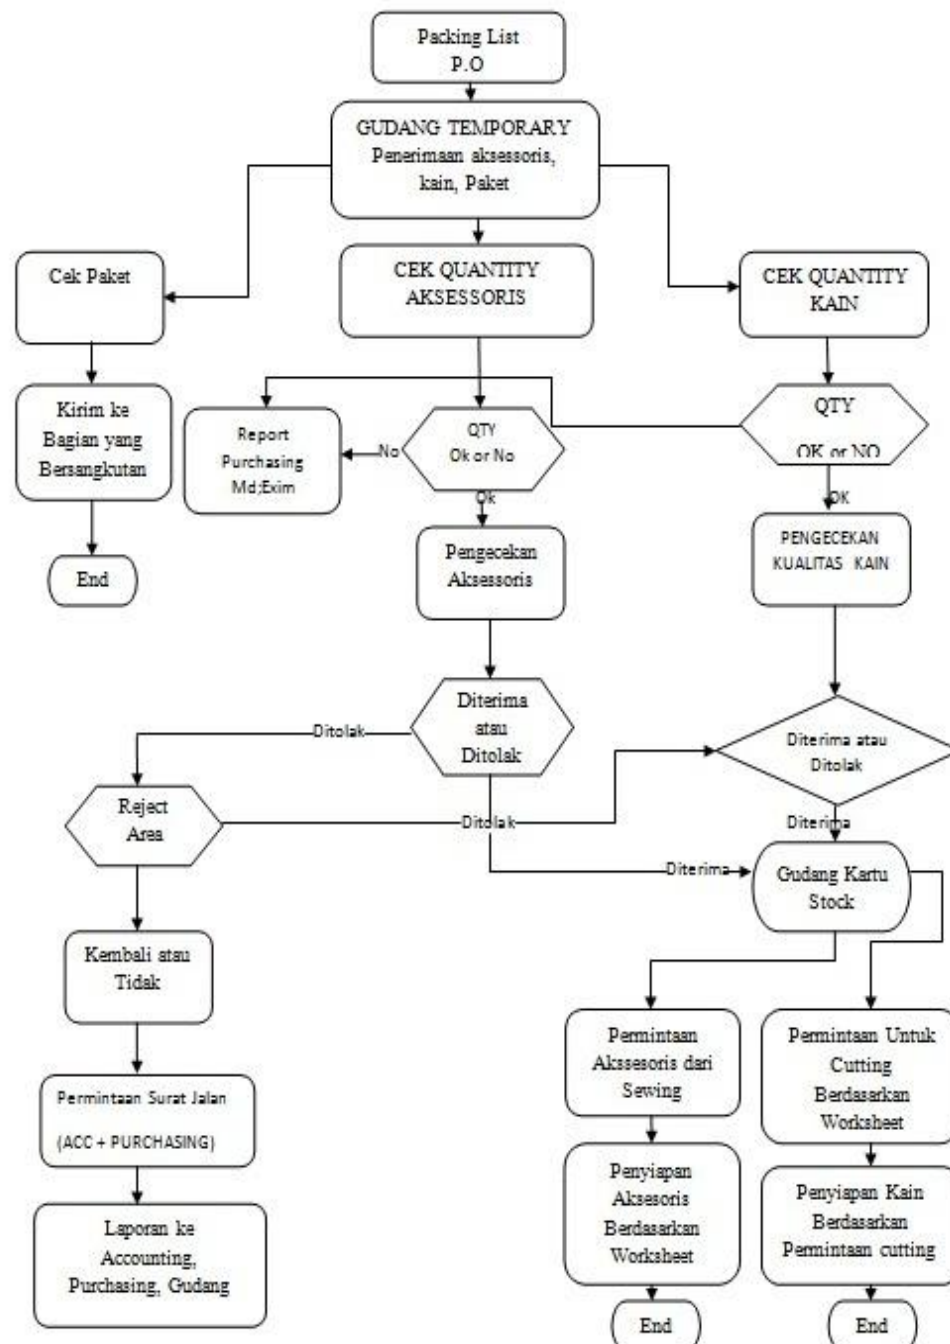 Packing List
P.O
GUDANG TEMPORARY
Penerimaan aksessoris,
kain, Paket
Cek Paket
CEK QUANTITY
AKSESSORIS
CEK QUANTITY
KAIN
Kirim ke
Bagian yang
Bersangkutan
Report
Purchasing
Md;Exim
No
QTY
Ok or No
QTY
OK or NO
Ok
OK
End
Pengecekan
Aksessoris
PENGECEKAN
KUALITAS KAIN
Diterima
atau
Ditolak
Ditolak
Diterima atau
Ditolak
Reject
Area
Ditolak
Diterima
Diterima
Gudang Kartu
Stock
Kembali atau
Tidak
Permintaan
Akssesoris dari
Sewing
Permintaan Untuk
Cutting
Berdasarkan
Worksheet
Permintaan Surat Jalan
(ACC + PURCHASING)
Penyiapan
Aksesoris
Berdasarkan
Worksheet
Penyiapan Kain
Berdasarkan
Permintaan cutting
Laporan ke
Accounting,
Purchasing, Gudang
End
End